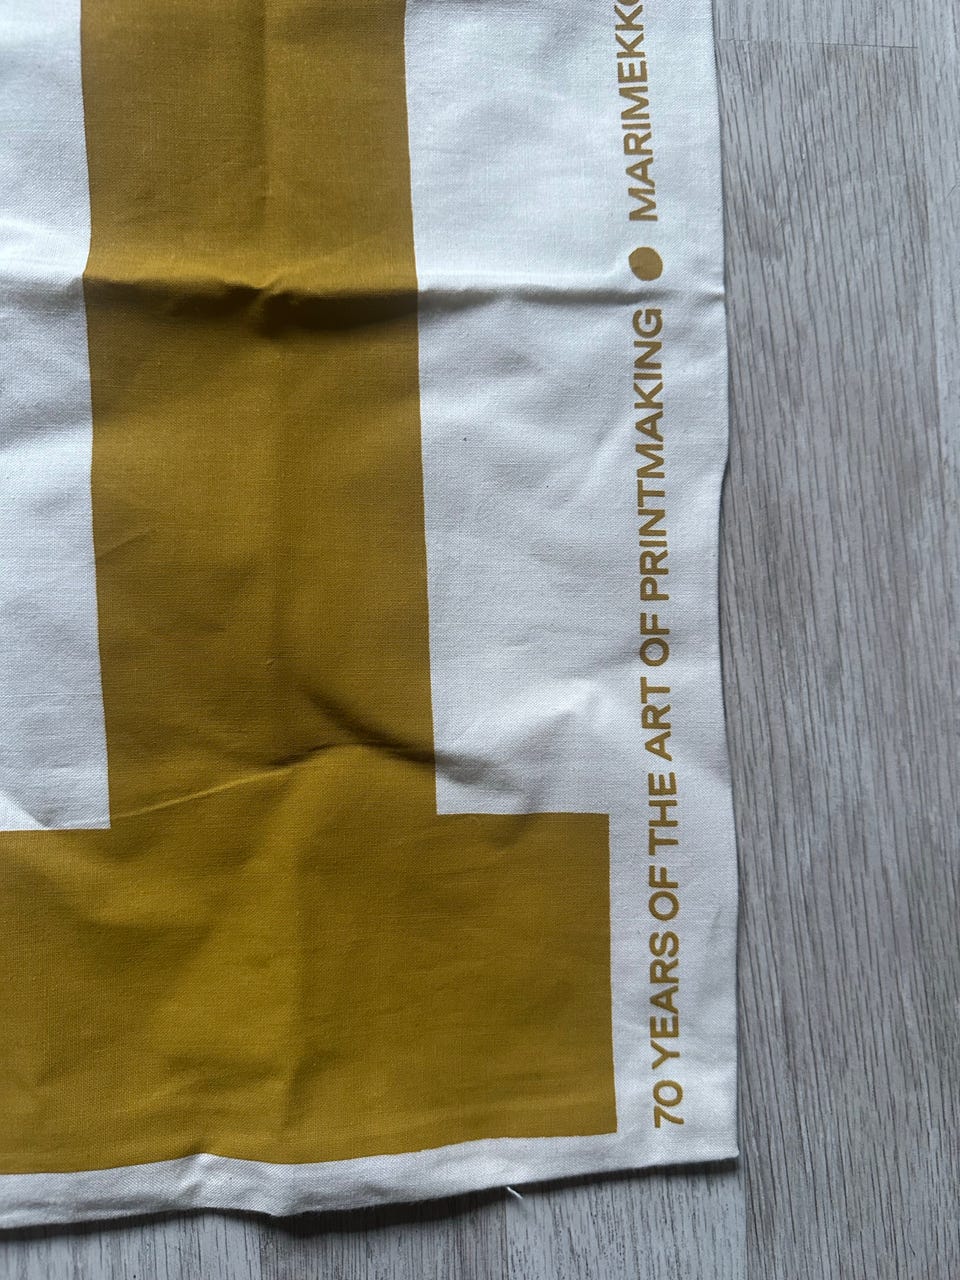 70 YEARS OF THE ART OF PRINTMAKING ● MARIMEKKO